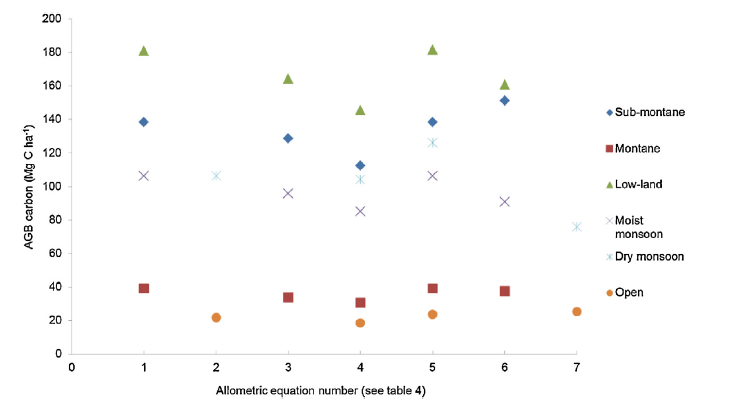 200
180
160
140
120
100
80
60
40
20
0
AGB carbon (Mg C ha⁻¹)
0 1 2 3 4 5 6 7
Allometric equation number (see table 4)
Sub-montane
Montane
Low-land
Moist
monsoon
Dry monsoon
Open